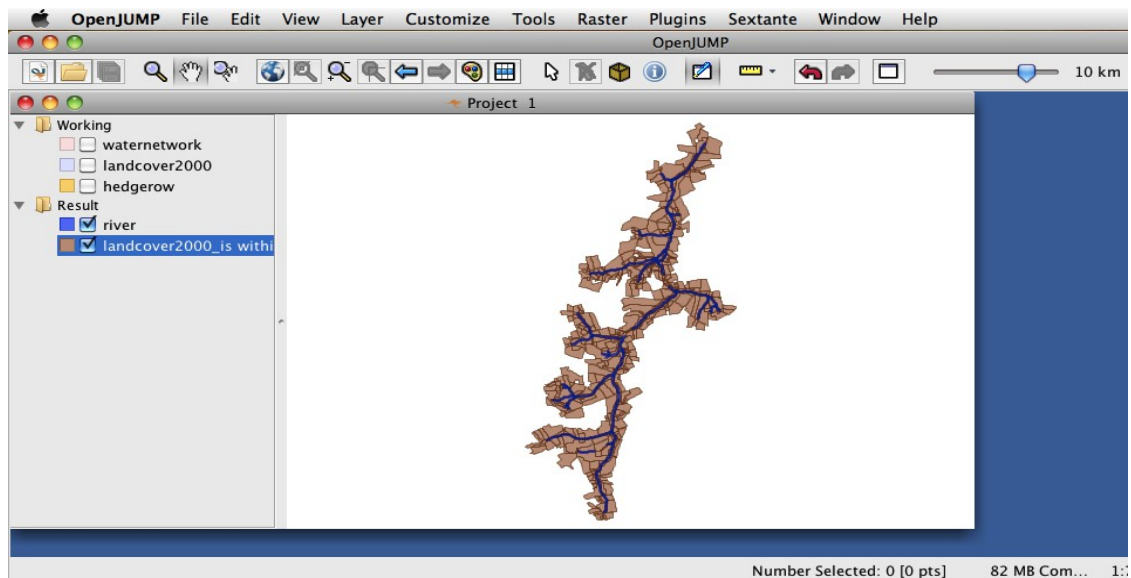 OpenJUMP File Edit View Layer Customize Tools Raster Plugins Sextante Window Help
OpenJUMP
10 km
Project 1
Working
waternetwork
landcover2000
hedgerow
Result
river
landcover2000_is withi
Number Selected: 0 [0 pts] 82 MB Com... 1: